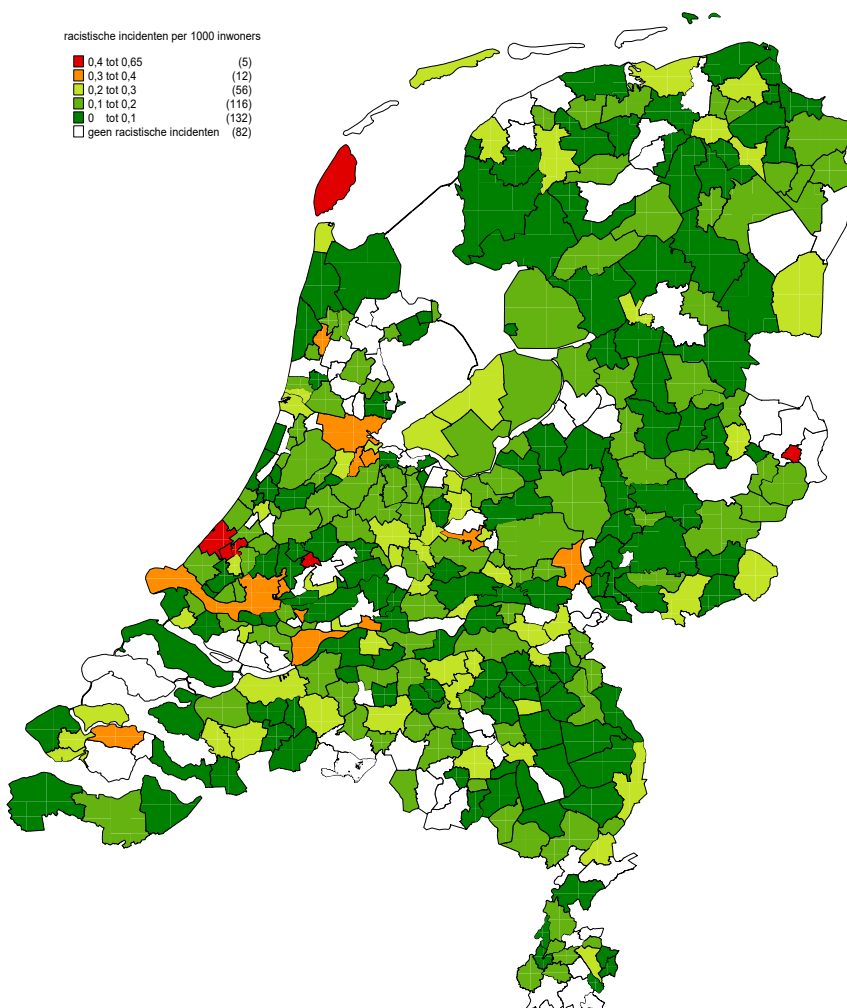 racistische incidenten per 1000 inwoners
0,4 tot 0,65 (5)
0,3 tot 0,4 (12)
0,2 tot 0,3 (56)
0,1 tot 0,2 (116)
0 tot 0,1 (132)
geen racistische incidenten (82)